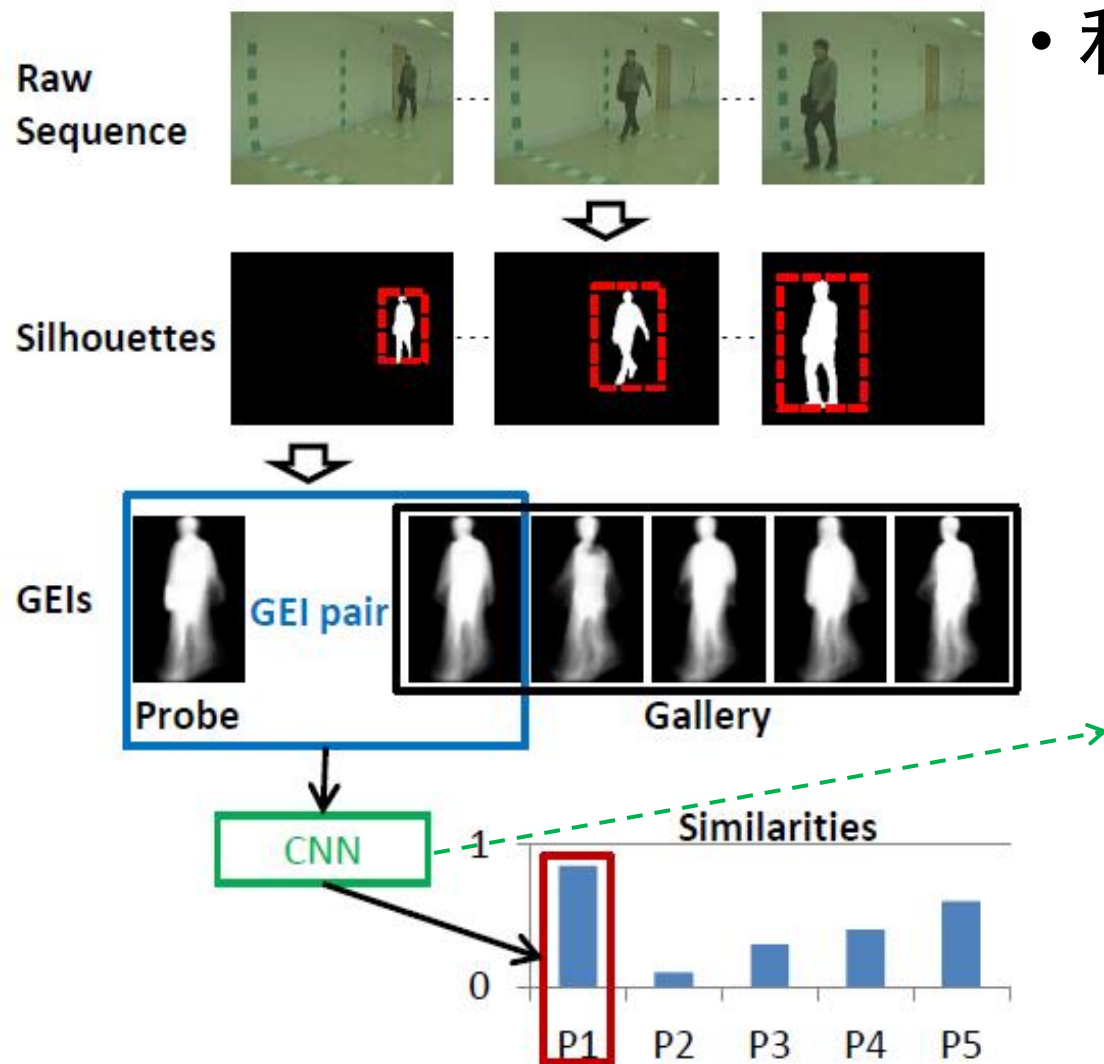 Raw
Sequence
Silhouettes
GEIs
GEI pair
Probe
Gallery
CNN
Similarities
1
0
P1 P2 P3 P4 P5